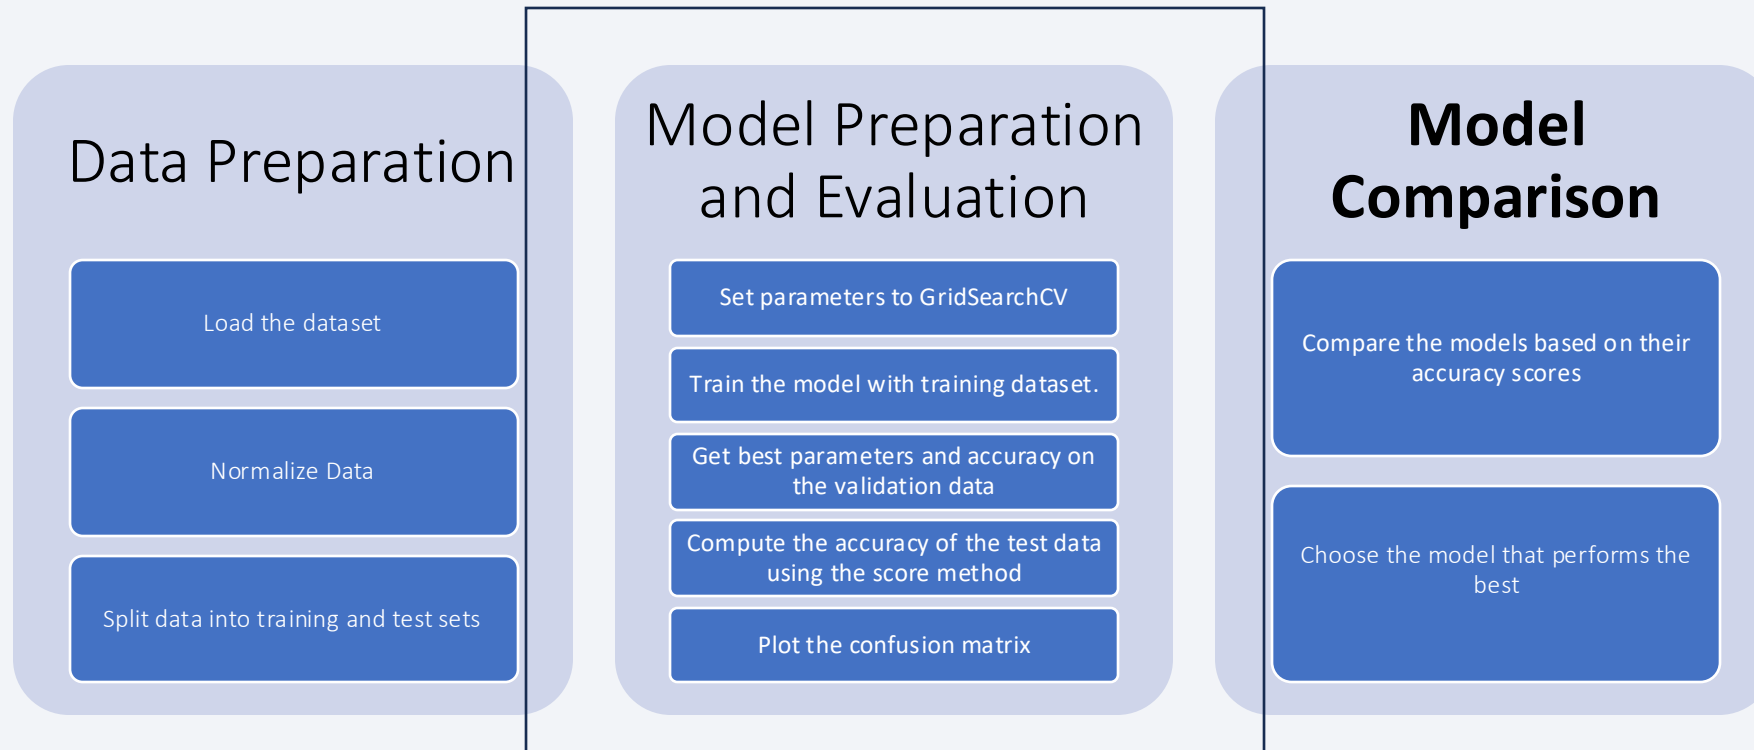 Data Preparation
Load the dataset
Normalize Data
Split data into training and test sets
Model Preparation
and Evaluation
Set parameters to GridSearchCV
Train the model with training dataset.
Get best parameters and accuracy on
the validation data
Compute the accuracy of the test data
using the score method
Plot the confusion matrix
Model
Comparison
Compare the models based on their
accuracy scores
Choose the model that performs the
best